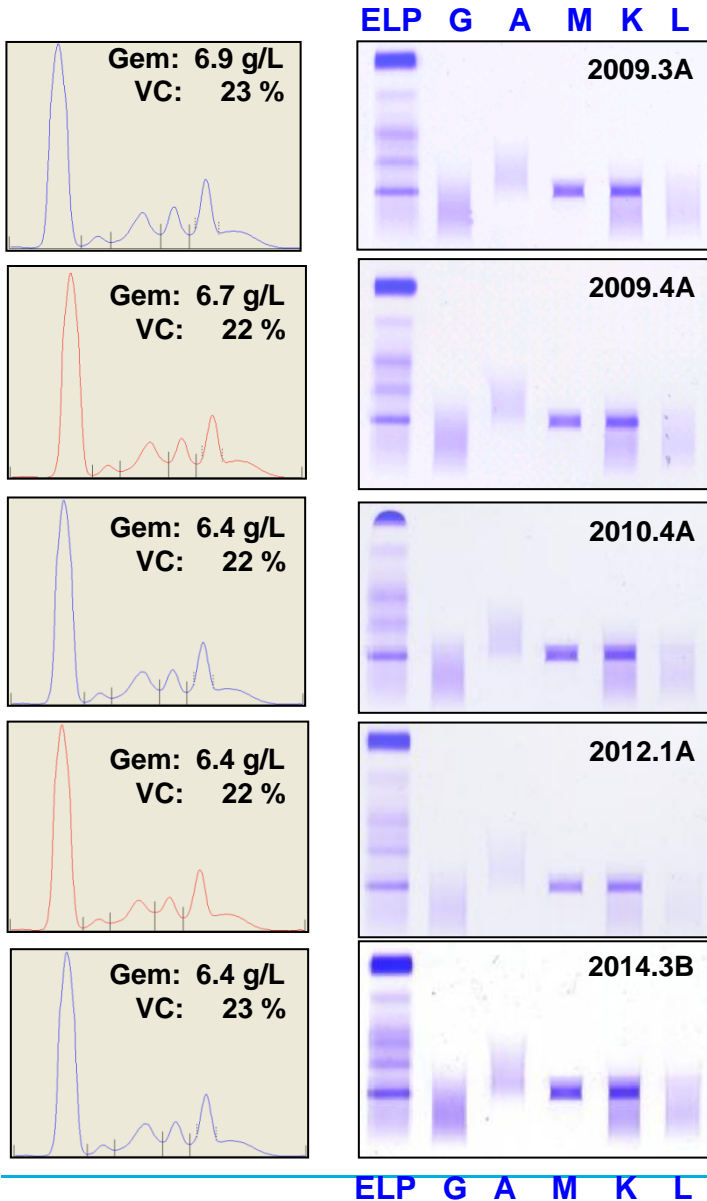 ELP G A M K L
Gem: 6.9 g/L
VC: 23 %
2009.3A
Gem: 6.7 g/L
VC: 22 %
2009.4A
Gem: 6.4 g/L
VC: 22 %
2010.4A
Gem: 6.4 g/L
VC: 22 %
2012.1A
Gem: 6.4 g/L
VC: 23 %
2014.3B
ELP G A M K L